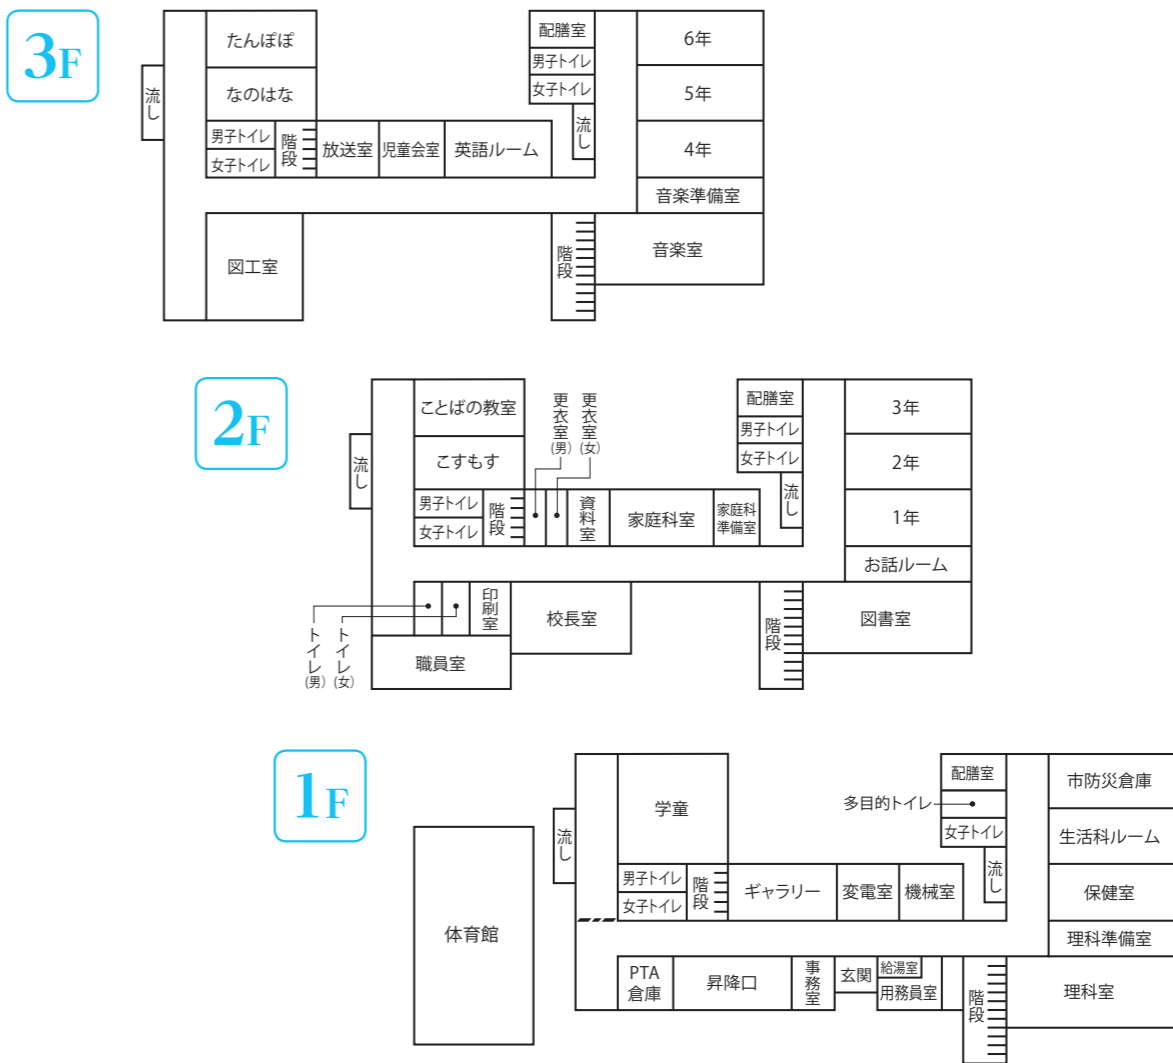 3F
たんぽぽ
なのはな
流し
男子トイレ
女子トイレ
階段
放送室
児童会室
英語ルーム
配膳室
男子トイレ
女子トイレ
流し
6年
5年
4年
音楽準備室
音楽室
階段
図工室
2F
ことばの教室
こすもす
流し
男子トイレ
女子トイレ
階段
更衣室(男)
更衣室(女)
資料室
家庭科室
家庭科
準備室
配膳室
男子トイレ
女子トイレ
流し
3年
2年
1年
お話ルーム
図書室
階段
校長室
印刷室
トイレ(男)
トイレ(女)
職員室
1F
体育館
流し
学童
男子トイレ
女子トイレ
階段
ギャラリー
変電室
機械室
配膳室
多目的トイレ
女子トイレ
流し
市防災倉庫
生活科ルーム
保健室
理科準備室
理科室
階段
PTA
倉庫
昇降口
事務室
玄関
給湯室
用務員室